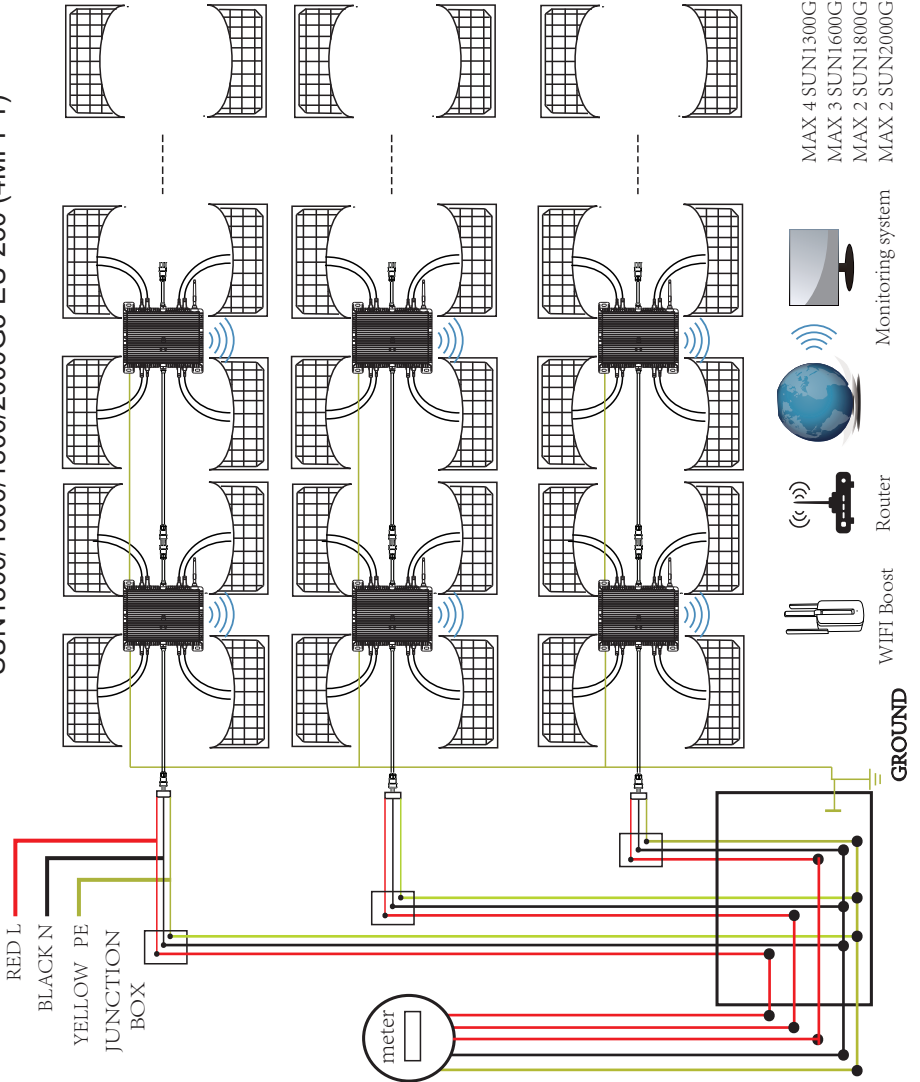 RED L
BLACK N
YELLOW PE
JUNCTION
BOX
meter
GROUND
WIFI Boost
Router
Monitoring system
MAX 4 SUN1300G
MAX 3 SUN1600G
MAX 2 SUN1800G
MAX 2 SUN2000G